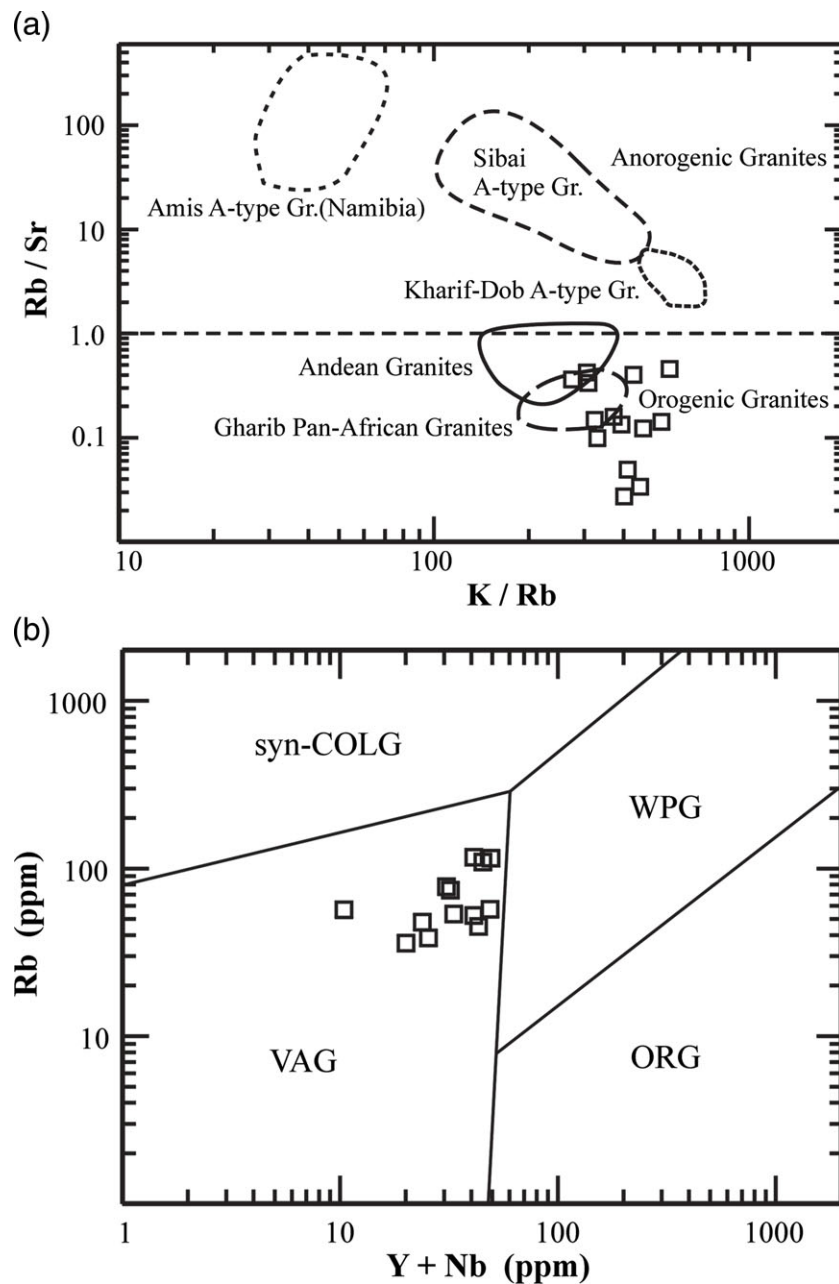 (a)
100
10
1.0
0.1
Rb / Sr
Amis A-type Gr.(Namibia)
Sibai
A-type Gr.
Anorogenic Granites
Kharif-Dob A-type Gr.
Andean Granites
Orogenic Granites
Gharib Pan-African Granites
10
100
1000
K / Rb
(b)
1000
100
10
Rb (ppm)
syn-COLG
WPG
VAG
ORG
1
10
100
1000
Y + Nb (ppm)